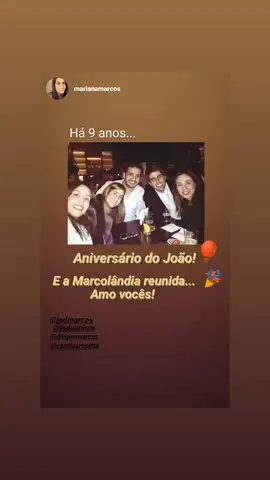 marianamarcos
Há 9 anos...
Aniversário do João!
E a Marcolândia reunida...
Amo vocês!
@jpdmarcos